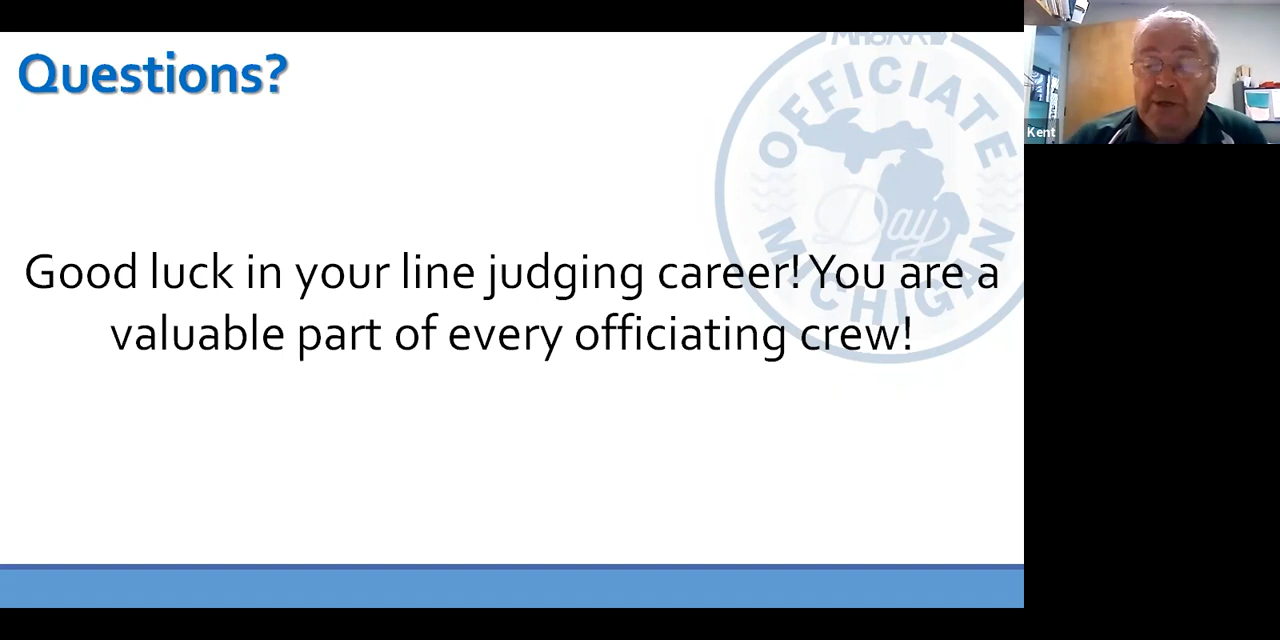 Questions?
MHSAA
OFFICIATE
Day
MICHIGAN
Good luck in your line judging career! You are a
valuable part of every officiating crew!
Kent